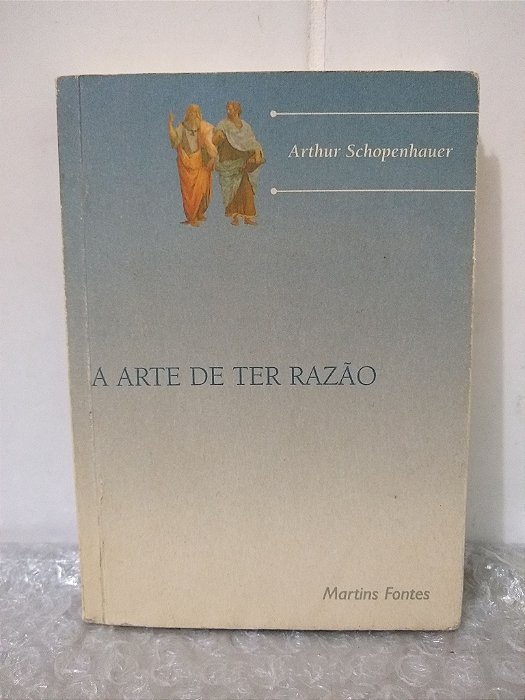 Arthur Schopenhauer
A ARTE DE TER RAZÃO
Martins Fontes